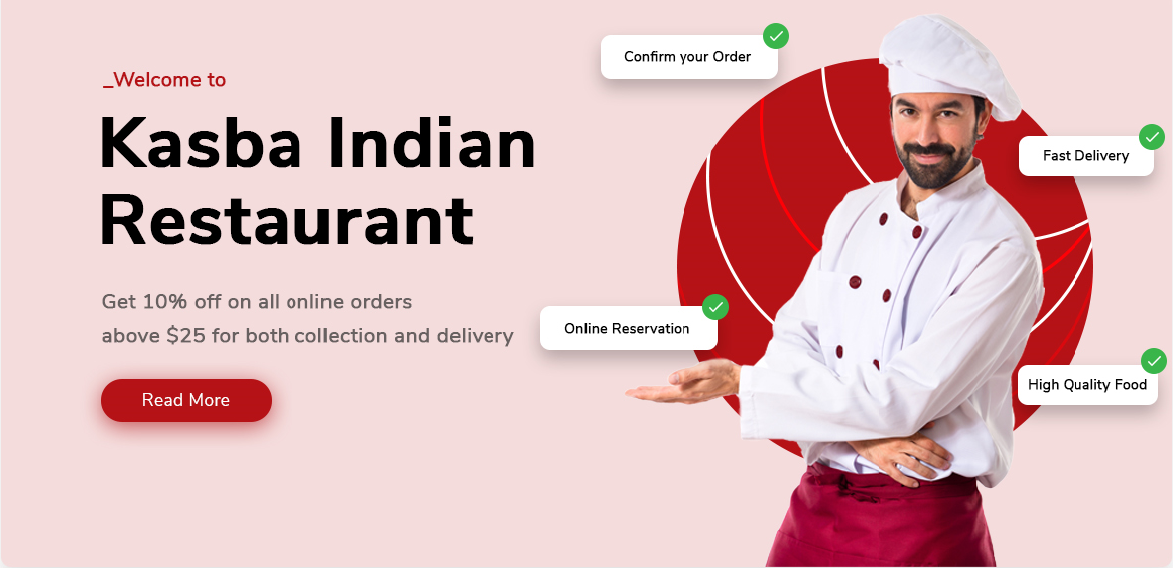 _Welcome to
Kasba Indian
Restaurant
Get 10% off on all online orders
above $25 for both collection and delivery
Read More
Confirm your Order
Fast Delivery
Online Reservation
High Quality Food